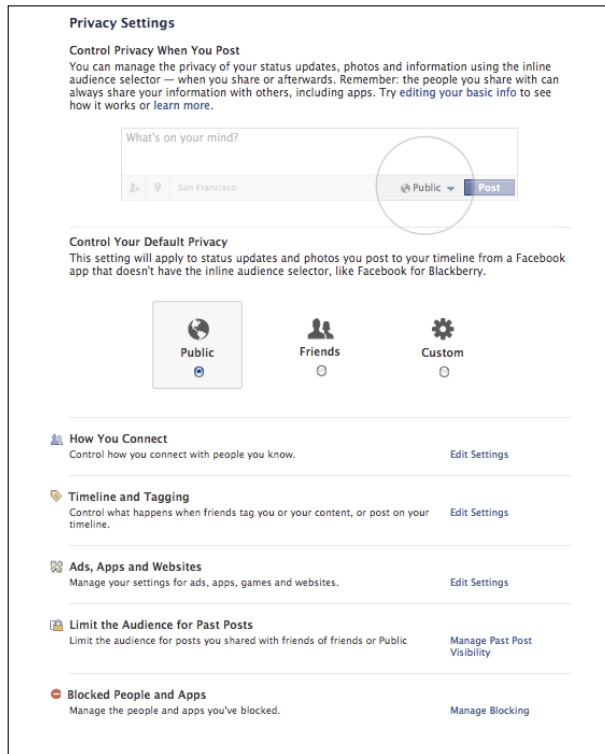 Privacy Settings
Control Privacy When You Post
You can manage the privacy of your status updates, photos and information using the inline
audience selector — when you share or afterwards. Remember: the people you share with can
always share your information with others, including apps. Try editing your basic info to see
how it works or learn more.
What's on your mind?
San Francisco
Public
Post
Control Your Default Privacy
This setting will apply to status updates and photos you post to your timeline from a Facebook
app that doesn't have the inline audience selector, like Facebook for Blackberry.
Public
Friends
Custom
How You Connect
Control how you connect with people you know.
Edit Settings
Timeline and Tagging
Control what happens when friends tag you or your content, or post on your
timeline.
Edit Settings
Ads, Apps and Websites
Manage your settings for ads, apps, games and websites.
Edit Settings
Limit the Audience for Past Posts
Limit the audience for posts you shared with friends of friends or Public
Manage Past Post
Visibility
Blocked People and Apps
Manage the people and apps you've blocked.
Manage Blocking